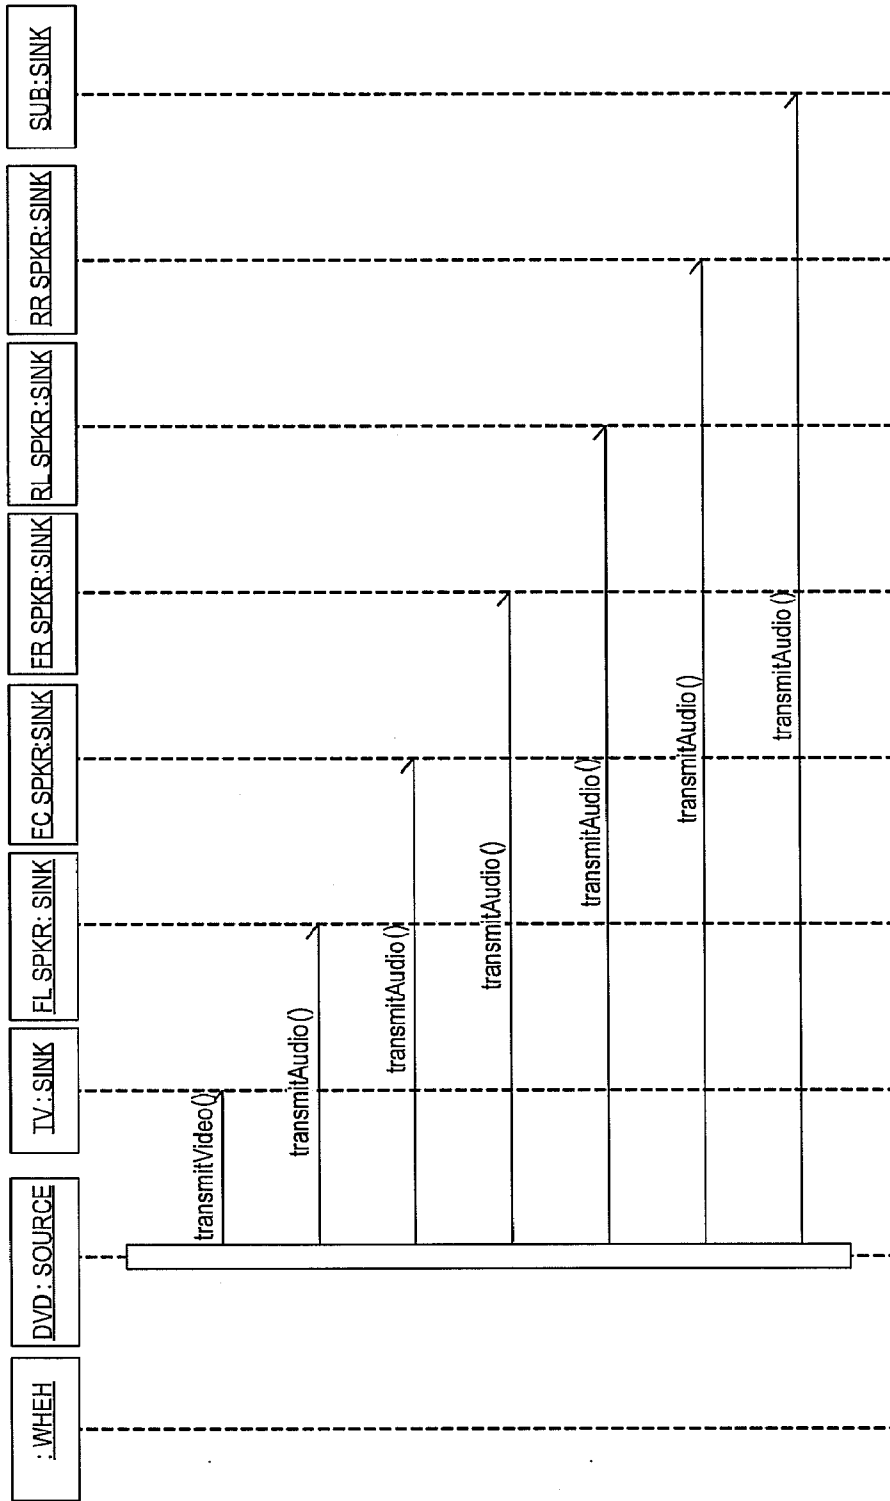 : WHEH
DVD : SOURCE
TV : SINK
FL SPKR: SINK
FC SPKR:SINK
FR SPKR:SINK
RL SPKR:SINK
RR SPKR:SINK
SUB:SINK
transmitVideo()
transmitAudio()
transmitAudio()
transmitAudio()
transmitAudio()
transmitAudio()
transmitAudio()